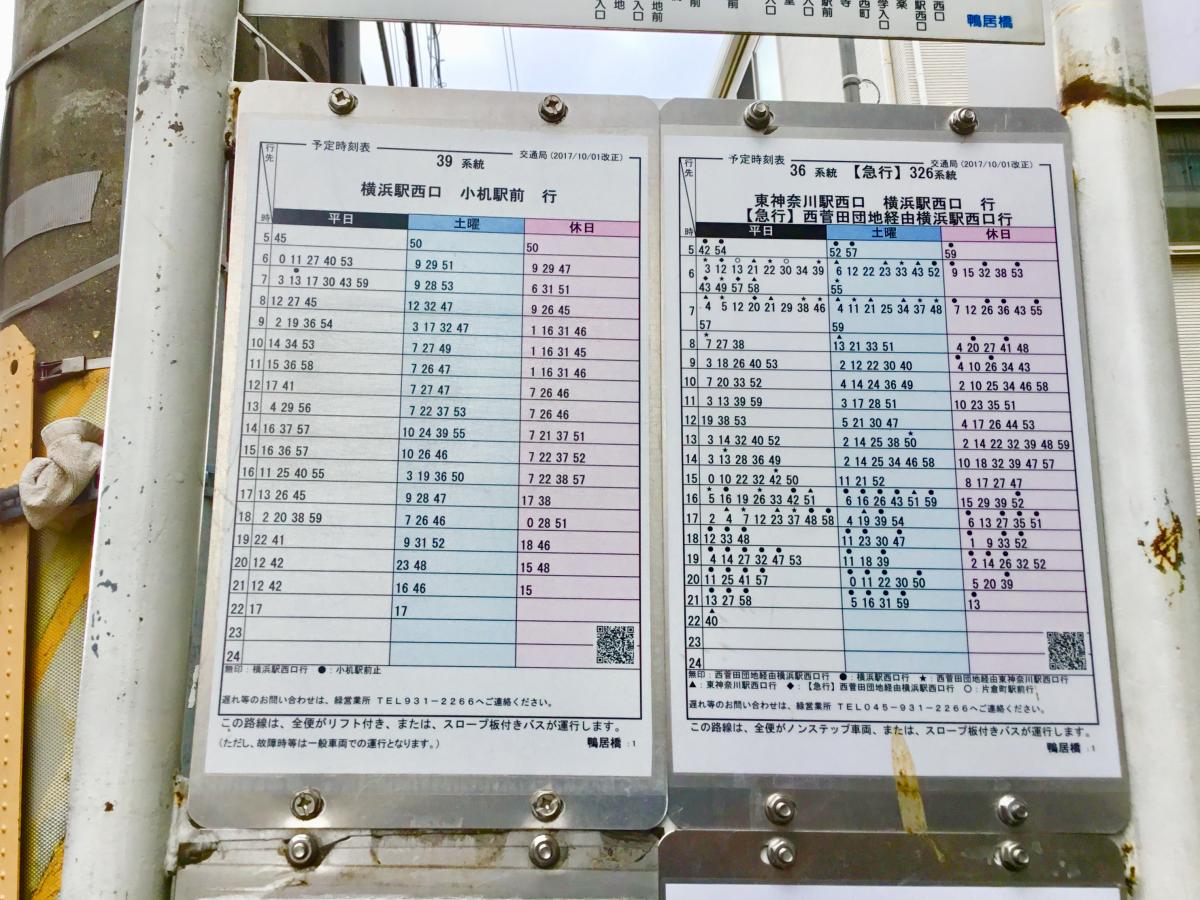 鴨居橋
予定時刻表
39 系統
交通局(2017/10/01改正)
行先
横浜駅西口 小机駅前 行
時 平日 土曜 休日
5 45 50 50
6 0 11 27 40 53 9 29 51 9 29 47
7 3 ●13 17 30 43 59 9 28 53 6 31 51
8 12 27 45 12 32 47 9 26 45
9 2 19 36 54 3 17 32 47 1 16 31 46
10 14 34 53 7 27 49 1 16 31 45
11 15 36 58 7 26 47 1 16 31 46
12 17 41 7 27 47 7 26 46
13 4 29 56 7 22 37 53 7 26 46
14 16 37 57 10 24 39 55 7 21 37 51
15 16 36 57 10 26 46 7 22 37 52
16 11 25 40 55 3 19 36 50 7 22 38 57
17 13 26 45 9 28 47 17 38
18 2 20 38 59 7 26 46 0 28 51
19 22 41 9 31 52 18 46
20 12 42 23 48 15 48
21 12 42 16 46 15
22 17 17
23
24
無印:横浜駅西口行 ●:小机駅前止
遅れ等のお問い合わせは、緑営業所 TEL931-2266へご連絡ください。
この路線は、全便がリフト付き、または、スロープ板付きバスが運行します。
(ただし、故障時等は一般車両での運行となります。)
鴨居橋 :1
予定時刻表
36 系統 【急行】326系統
交通局(2017/10/01改正)
行先
東神奈川駅西口 横浜駅西口 行
【急行】西菅田団地経由横浜駅西口行
時 平日 土曜 休日
5 42 54 52 57 59
6 3 12 13 21 22 30 34 39 6 12 22 23 33 43 52 9 15 32 38 53
43 49 57 58 55
7 4 5 12 20 21 29 38 46 4 11 21 25 34 37 48 7 12 26 36 43 55
57 59
8 7 27 38 13 21 33 51 4 20 27 41 48
9 3 18 26 40 53 2 12 22 30 40 4 10 26 34 43
10 7 20 33 52 4 14 24 36 49 2 10 25 34 46 58
11 3 13 39 59 3 17 28 51 10 23 35 51
12 19 38 53 5 21 30 47 4 17 26 44 53
13 3 14 32 40 52 2 14 25 38 50 2 14 22 32 39 48 59
14 3 13 28 36 49 2 14 25 34 46 58 10 18 32 39 47 57
15 0 10 22 32 42 50 11 21 52 8 17 27 47
16 5 16 19 26 33 42 51 6 16 26 43 51 59 15 29 39 52
17 2 4 7 12 23 37 48 58 4 19 39 54 6 13 27 35 51
18 12 33 48 11 23 30 47 1 9 33 52
19 4 14 27 32 47 53 11 18 39 2 14 26 32 52
20 11 25 41 57 0 11 22 30 50 5 20 39
21 13 27 58 5 16 31 59 13
22 40
23
24
無印:西菅田団地経由横浜駅西口行 ●:横浜駅西口行 ★:西菅田団地経由東神奈川駅西口行
▲:東神奈川駅西口行 ◆:【急行】西菅田団地経由横浜駅西口行 ○:片倉町駅前行
遅れ等のお問い合わせは、緑営業所 TEL045-931-2266へご連絡ください。
この路線は、全便がノンステップ車両、または、スロープ板付きバスが運行します。
鴨居橋 :1